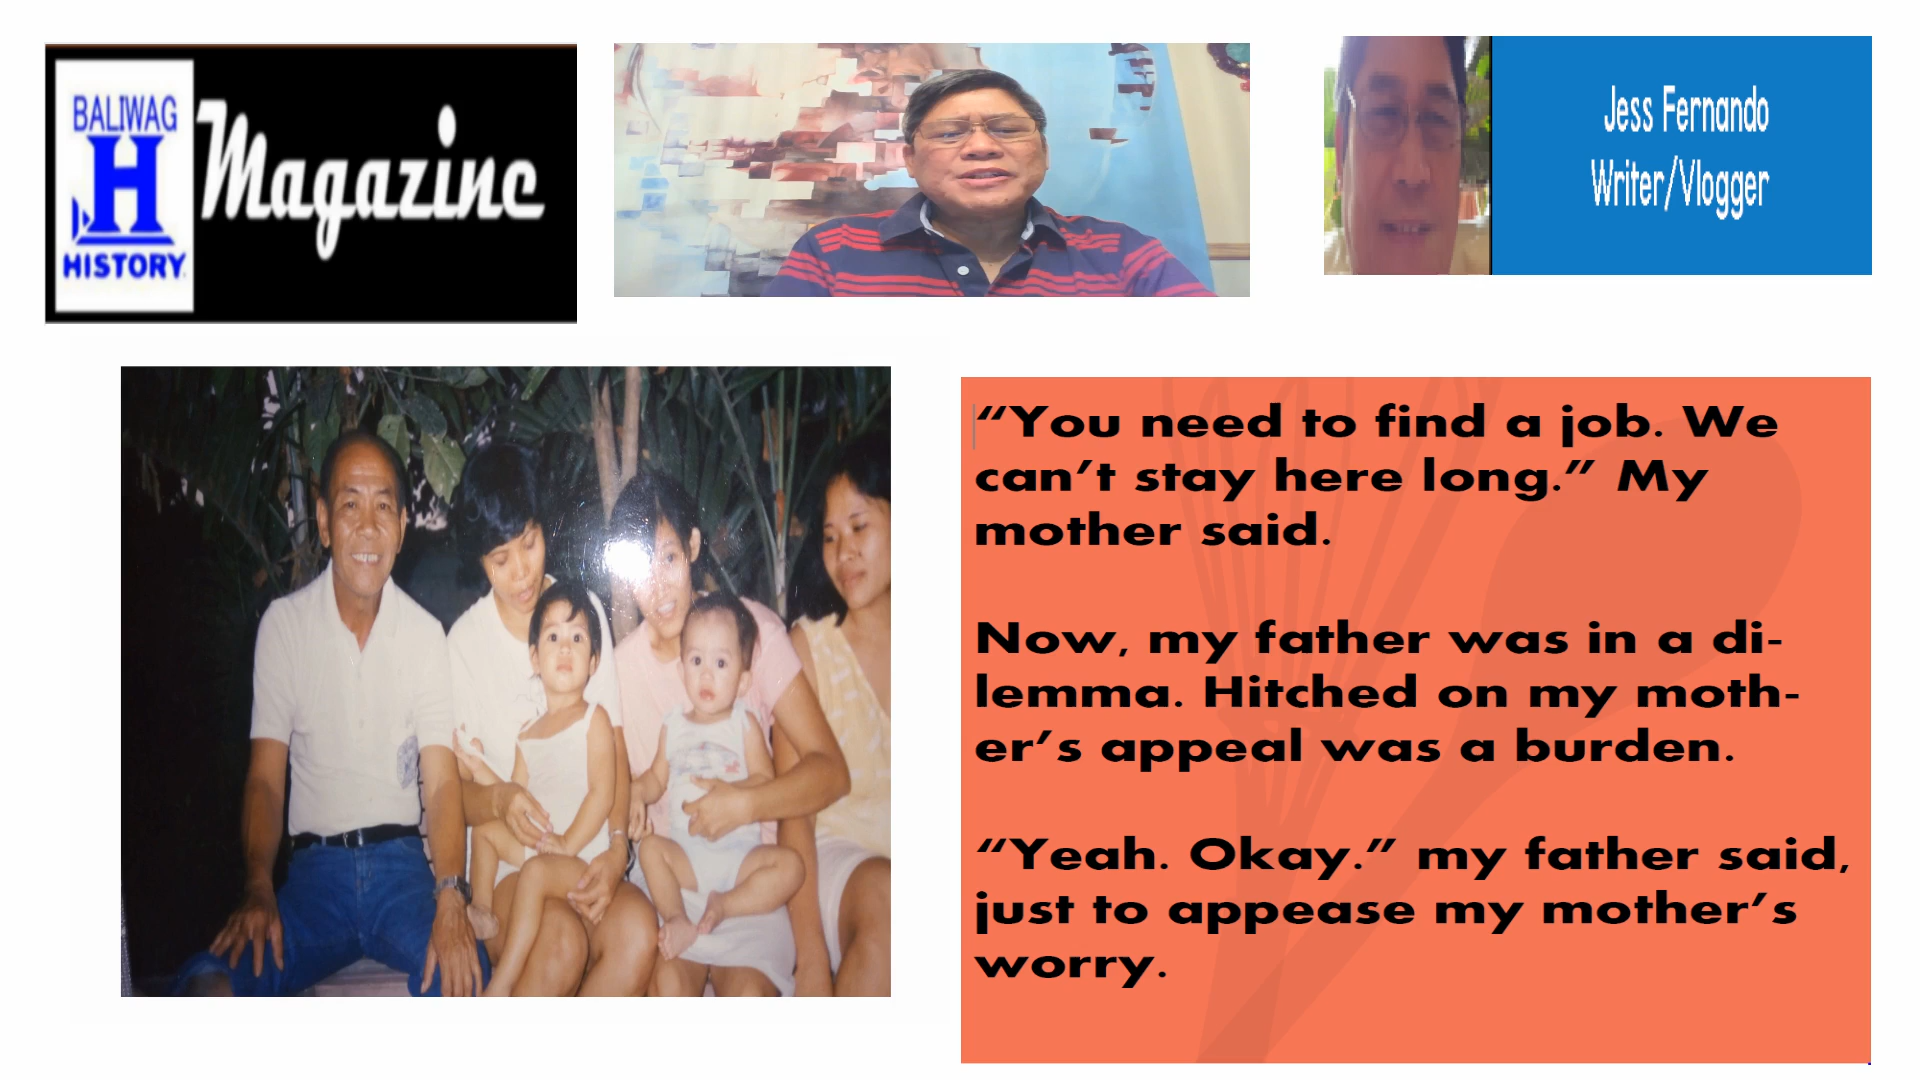 BALIWAG
H
HISTORY
Magazine
Jess Fernando
Writer/Vlogger
“You need to find a job. We
can’t stay here long.” My
mother said.
Now, my father was in a di-
lemma. Hitched on my moth-
er’s appeal was a burden.
“Yeah. Okay.” my father said,
just to appease my mother’s
worry.